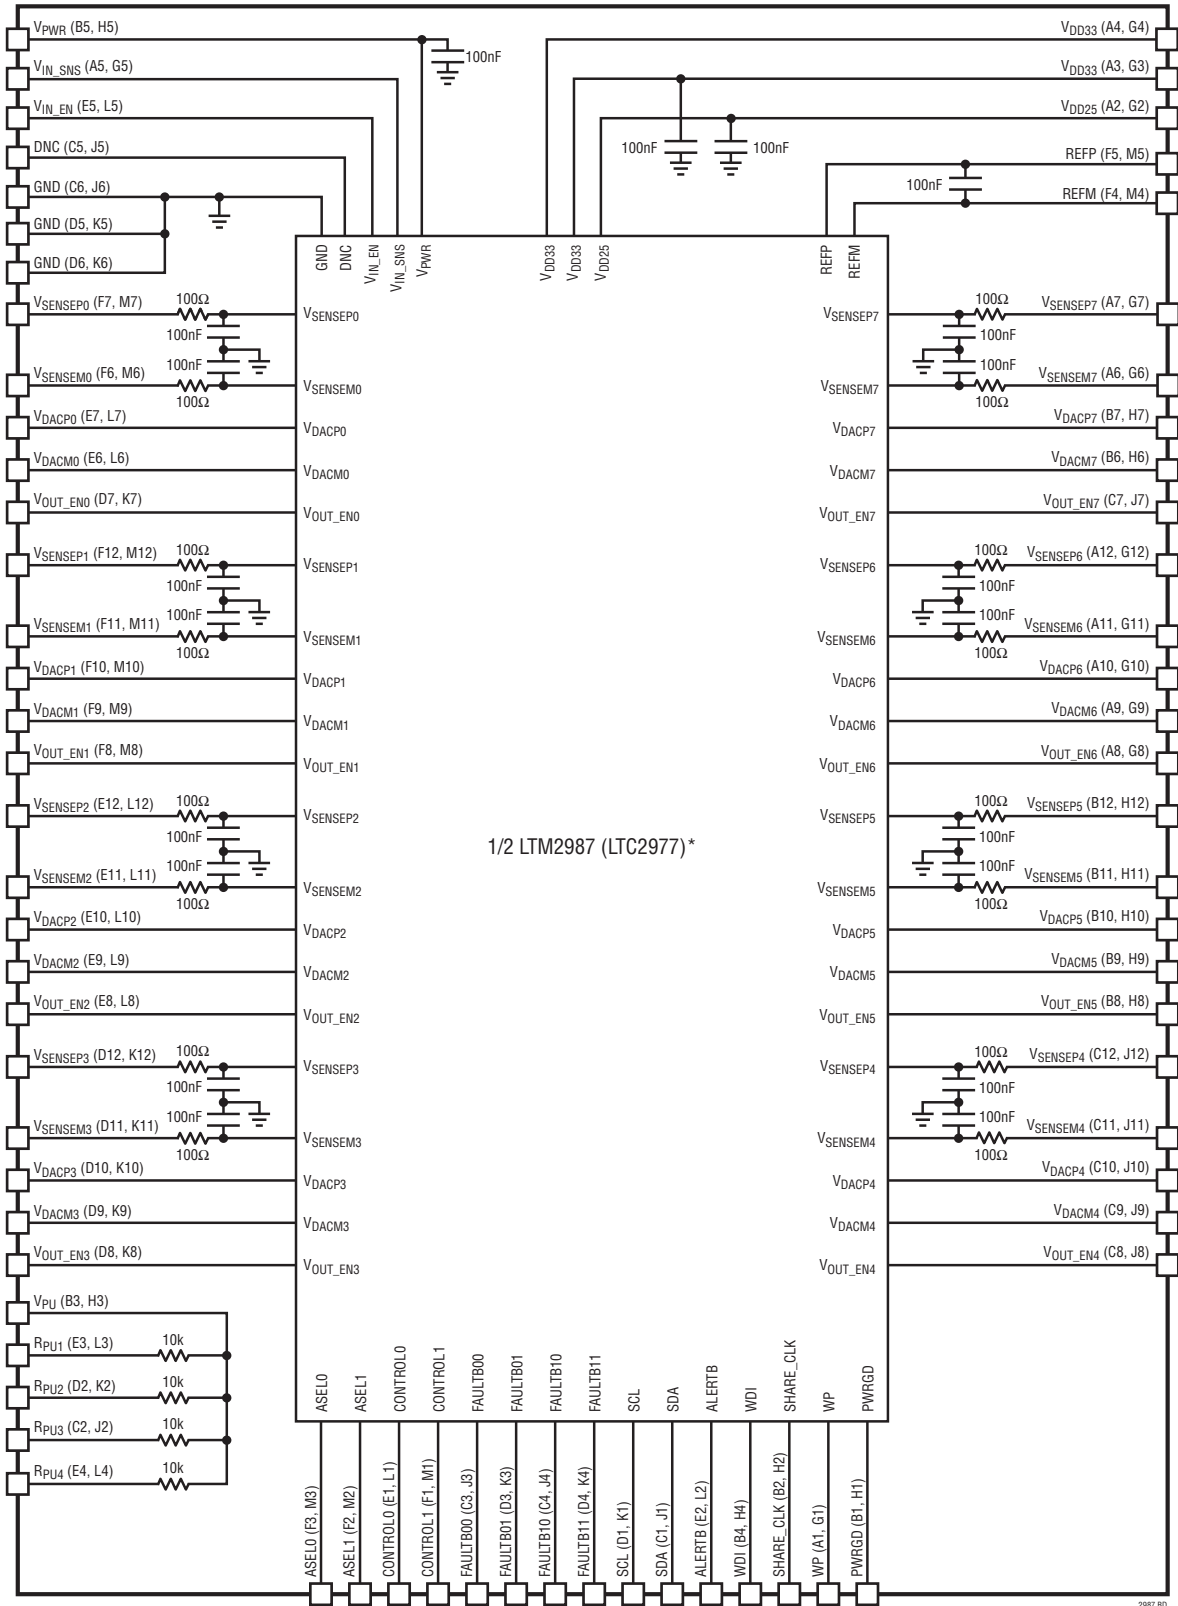 VPWR (B5, H5)
VIN_SNS (A5, G5)
VIN_EN (E5, L5)
DNC (C5, J5)
GND (C6, J6)
GND (D5, K5)
GND (D6, K6)
100nF
VDD33 (A4, G4)
VDD33 (A3, G3)
VDD25 (A2, G2)
REFP (F5, M5)
REFM (F4, M4)
100nF
100nF
100nF
GND
DNC
VIN_EN
VIN_SNS
VPWR
VDD33
VDD33
VDD25
REFP
REFM
VSENSEP0 (F7, M7)
100Ω
VSENSEP0
100nF
100nF
VSENSEM0 (F6, M6)
100Ω
VSENSEM0
VDACP0 (E7, L7)
VDACP0
VDACM0 (E6, L6)
VDACM0
VOUT_EN0 (D7, K7)
VOUT_EN0
VSENSEP1 (F12, M12)
100Ω
VSENSEP1
100nF
100nF
VSENSEM1 (F11, M11)
100Ω
VSENSEM1
VDACP1 (F10, M10)
VDACP1
VDACM1 (F9, M9)
VDACM1
VOUT_EN1 (F8, M8)
VOUT_EN1
VSENSEP2 (E12, L12)
100Ω
VSENSEP2
100nF
100nF
VSENSEM2 (E11, L11)
100Ω
VSENSEM2
VDACP2 (E10, L10)
VDACP2
VDACM2 (E9, L9)
VDACM2
VOUT_EN2 (E8, L8)
VOUT_EN2
VSENSEP3 (D12, K12)
100Ω
VSENSEP3
100nF
100nF
VSENSEM3 (D11, K11)
100Ω
VSENSEM3
VDACP3 (D10, K10)
VDACP3
VDACM3 (D9, K9)
VDACM3
VOUT_EN3 (D8, K8)
VOUT_EN3
1/2 LTM2987 (LTC2977)*
VSENSEP7
100Ω
VSENSEP7 (A7, G7)
100nF
100nF
VSENSEM7
100Ω
VSENSEM7 (A6, G6)
VDACP7
VDACP7 (B7, H7)
VDACM7
VDACM7 (B6, H6)
VOUT_EN7
VOUT_EN7 (C7, J7)
VSENSEP6
100Ω
VSENSEP6 (A12, G12)
100nF
100nF
VSENSEM6
100Ω
VSENSEM6 (A11, G11)
VDACP6
VDACP6 (A10, G10)
VDACM6
VDACM6 (A9, G9)
VOUT_EN6
VOUT_EN6 (A8, G8)
VSENSEP5
100Ω
VSENSEP5 (B12, H12)
100nF
100nF
VSENSEM5
100Ω
VSENSEM5 (B11, H11)
VDACP5
VDACP5 (B10, H10)
VDACM5
VDACM5 (B9, H9)
VOUT_EN5
VOUT_EN5 (B8, H8)
VSENSEP4
100Ω
VSENSEP4 (C12, J12)
100nF
100nF
VSENSEM4
100Ω
VSENSEM4 (C11, J11)
VDACP4
VDACP4 (C10, J10)
VDACM4
VDACM4 (C9, J9)
VOUT_EN4
VOUT_EN4 (C8, J8)
VPU (B3, H3)
RPU1 (E3, L3)
10k
RPU2 (D2, K2)
10k
RPU3 (C2, J2)
10k
RPU4 (E4, L4)
10k
ASEL0
ASEL1
CONTROL0
CONTROL1
FAULTB00
FAULTB01
FAULTB10
FAULTB11
SCL
SDA
ALERTB
WDI
SHARE_CLK
WP
PWRGD
ASEL0 (F3, M3)
ASEL1 (F2, M2)
CONTROL0 (E1, L1)
CONTROL1 (F1, M1)
FAULTB00 (C3, J3)
FAULTB01 (D3, K3)
FAULTB10 (C4, J4)
FAULTB11 (D4, K4)
SCL (D1, K1)
SDA (C1, J1)
ALERTB (E2, L2)
WDI (B4, H4)
SHARE_CLK (B2, H2)
WP (A1, G1)
PWRGD (B1, H1)
2987 BD